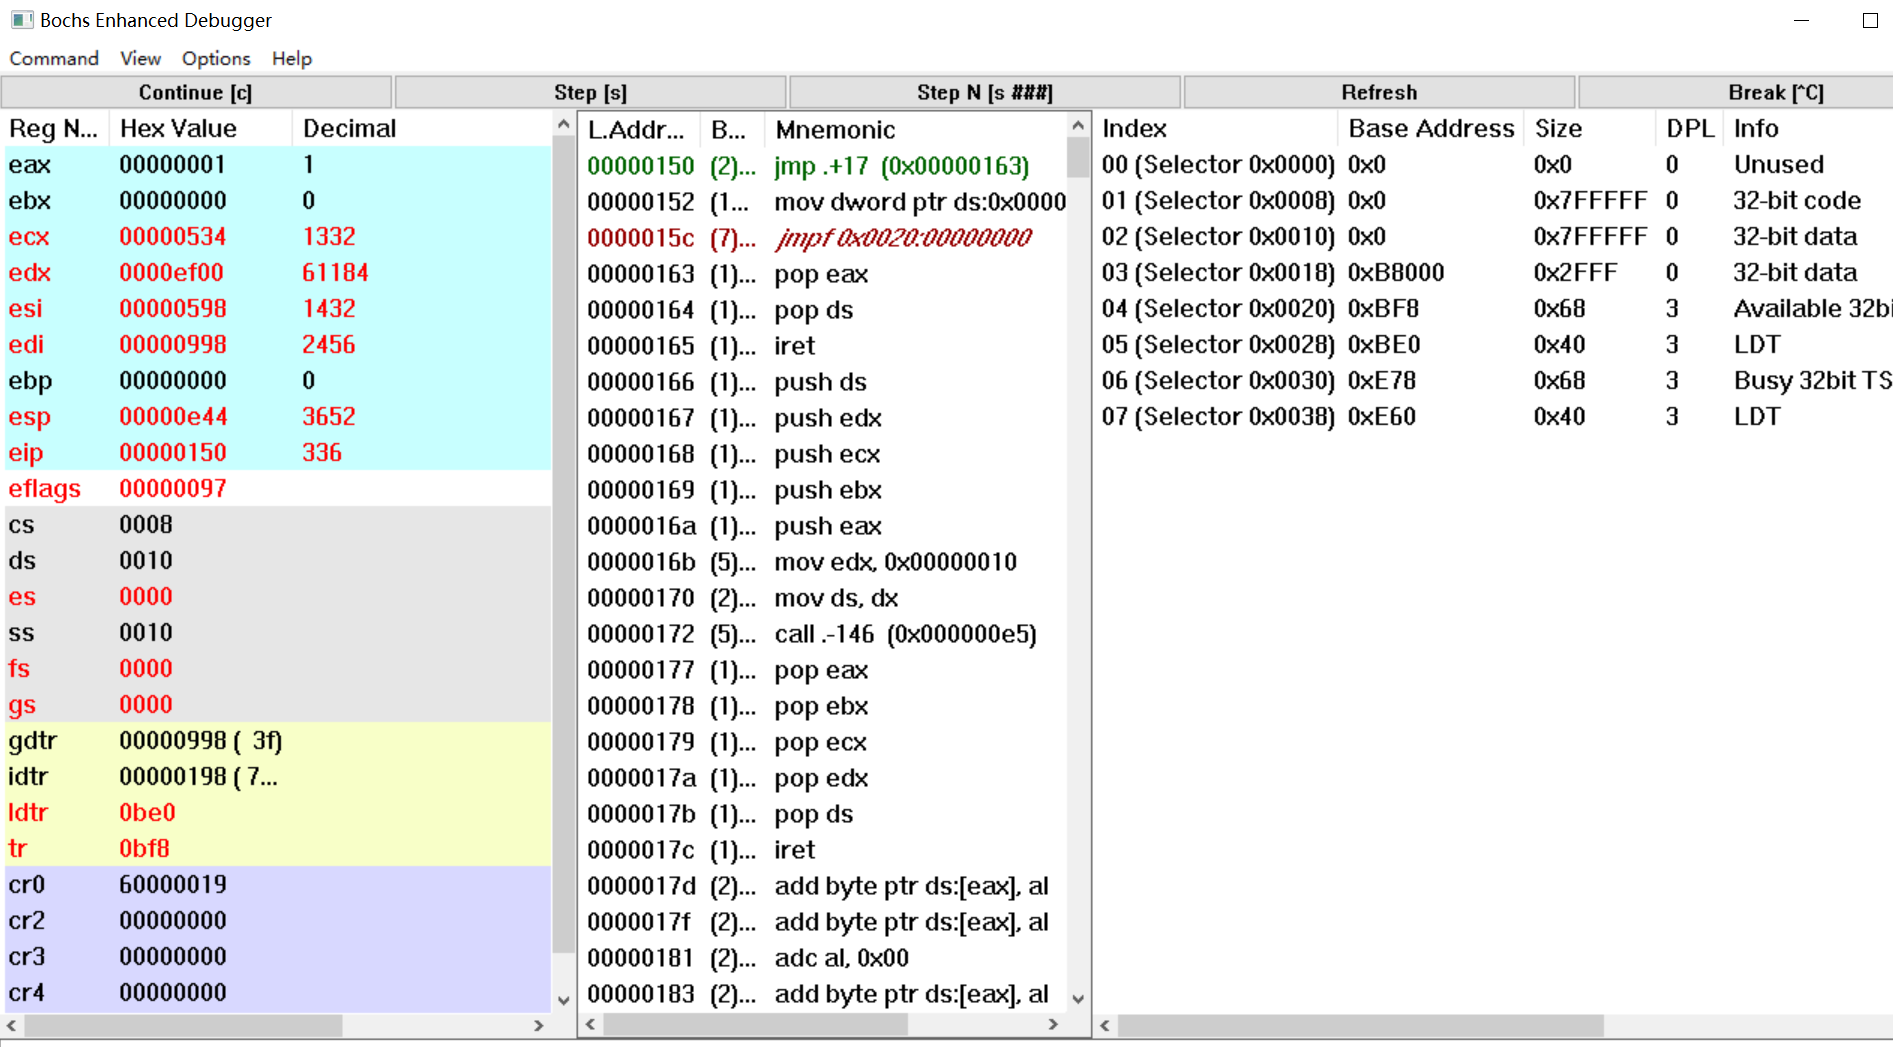 Bochs Enhanced Debugger
Command View Options Help
Continue [c] Step [s] Step N [s ###] Refresh Break [^C]
Reg N... Hex Value Decimal
eax 00000001 1
ebx 00000000 0
ecx 00000534 1332
edx 0000ef00 61184
esi 00000598 1432
edi 00000998 2456
ebp 00000000 0
esp 00000e44 3652
eip 00000150 336
eflags 00000097
cs 0008
ds 0010
es 0000
ss 0010
fs 0000
gs 0000
gdtr 00000998 ( 3f)
idtr 00000198 ( 7...
ldtr 0be0
tr 0bf8
cr0 60000019
cr2 00000000
cr3 00000000
cr4 00000000
L.Addr... B... Mnemonic
00000150 (2)... jmp .+17 (0x00000163)
00000152 (1... mov dword ptr ds:0x0000
0000015c (7)... jmpf 0x0020:00000000
00000163 (1)... pop eax
00000164 (1)... pop ds
00000165 (1)... iret
00000166 (1)... push ds
00000167 (1)... push edx
00000168 (1)... push ecx
00000169 (1)... push ebx
0000016a (1)... push eax
0000016b (5)... mov edx, 0x00000010
00000170 (2)... mov ds, dx
00000172 (5)... call .-146 (0x000000e5)
00000177 (1)... pop eax
00000178 (1)... pop ebx
00000179 (1)... pop ecx
0000017a (1)... pop edx
0000017b (1)... pop ds
0000017c (1)... iret
0000017d (2)... add byte ptr ds:[eax], al
0000017f (2)... add byte ptr ds:[eax], al
00000181 (2)... adc al, 0x00
00000183 (2)... add byte ptr ds:[eax], al
Index Base Address Size DPL Info
00 (Selector 0x0000) 0x0 0x0 0 Unused
01 (Selector 0x0008) 0x0 0x7FFFFF 0 32-bit code
02 (Selector 0x0010) 0x0 0x7FFFFF 0 32-bit data
03 (Selector 0x0018) 0xB8000 0x2FFF 0 32-bit data
04 (Selector 0x0020) 0xBF8 0x68 3 Available 32bi
05 (Selector 0x0028) 0xBE0 0x40 3 LDT
06 (Selector 0x0030) 0xE78 0x68 3 Busy 32bit TS
07 (Selector 0x0038) 0xE60 0x40 3 LDT